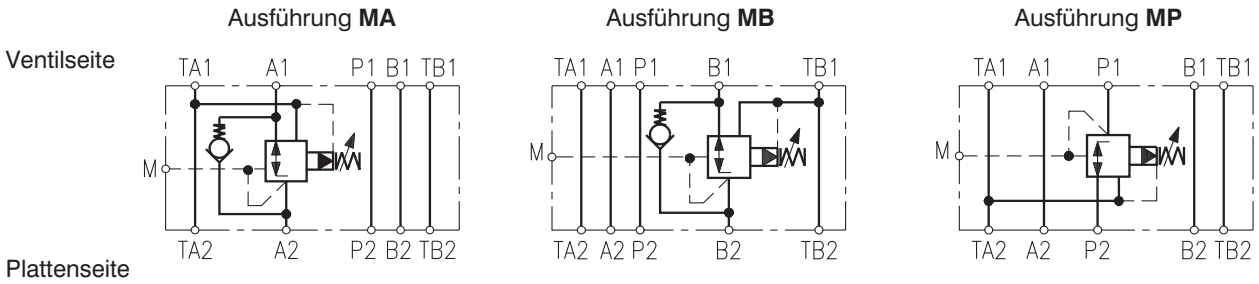 Ausführung MA Ausführung MB Ausführung MP
Ventilseite
TA1 A1 P1 B1 TB1 TA1 A1 P1 B1 TB1 TA1 A1 P1 B1 TB1
M M M
TA2 A2 P2 B2 TB2 TA2 A2 P2 B2 TB2 TA2 A2 P2 B2 TB2
Plattenseite